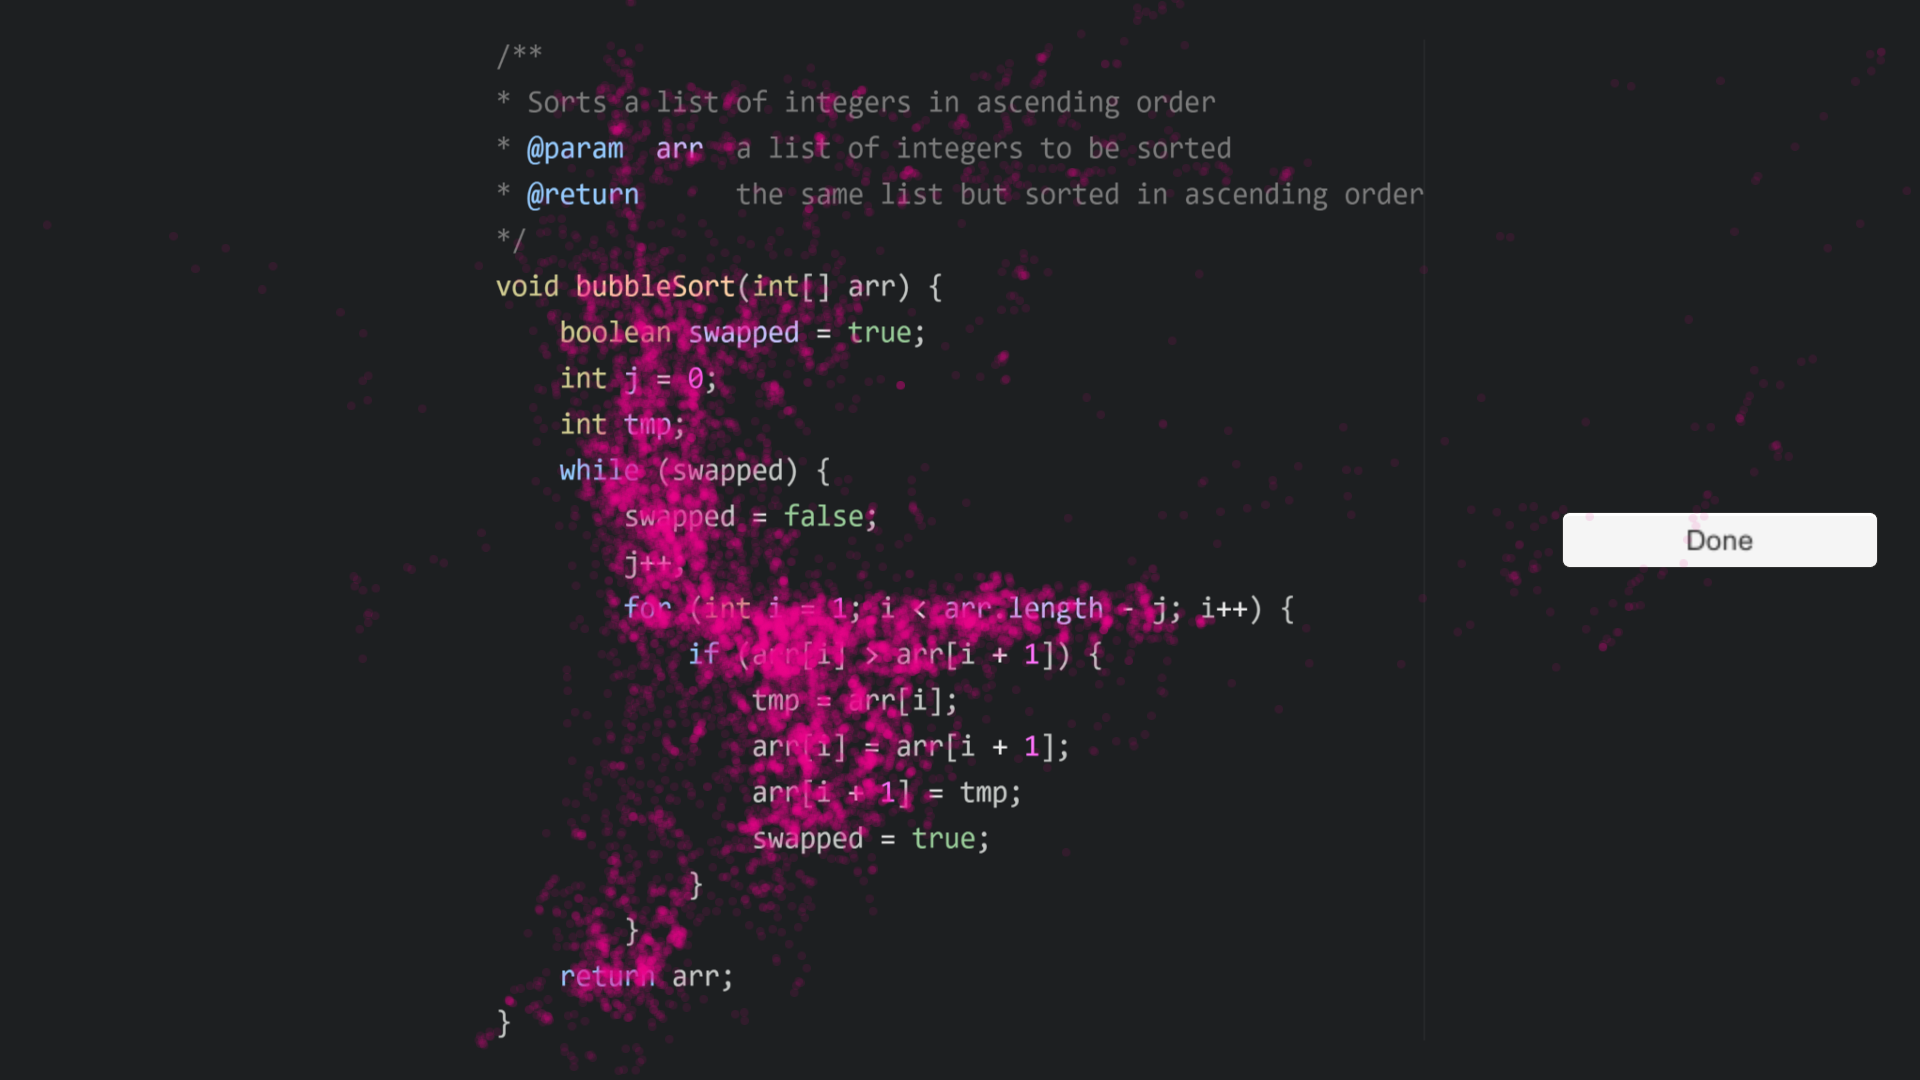 /**
* Sorts a list of integers in ascending order
* @param  arr  a list of integers to be sorted
* @return      the same list but sorted in ascending order
*/
void bubbleSort(int[] arr) {
    boolean swapped = true;
    int j = 0;
    int tmp;
    while (swapped) {
        swapped = false;
        j++;
        for (int i = 1; i < arr.length - j; i++) {
            if (arr[i] > arr[i + 1]) {
                tmp = arr[i];
                arr[i] = arr[i + 1];
                arr[i + 1] = tmp;
                swapped = true;
            }
        }
    return arr;
}
Done